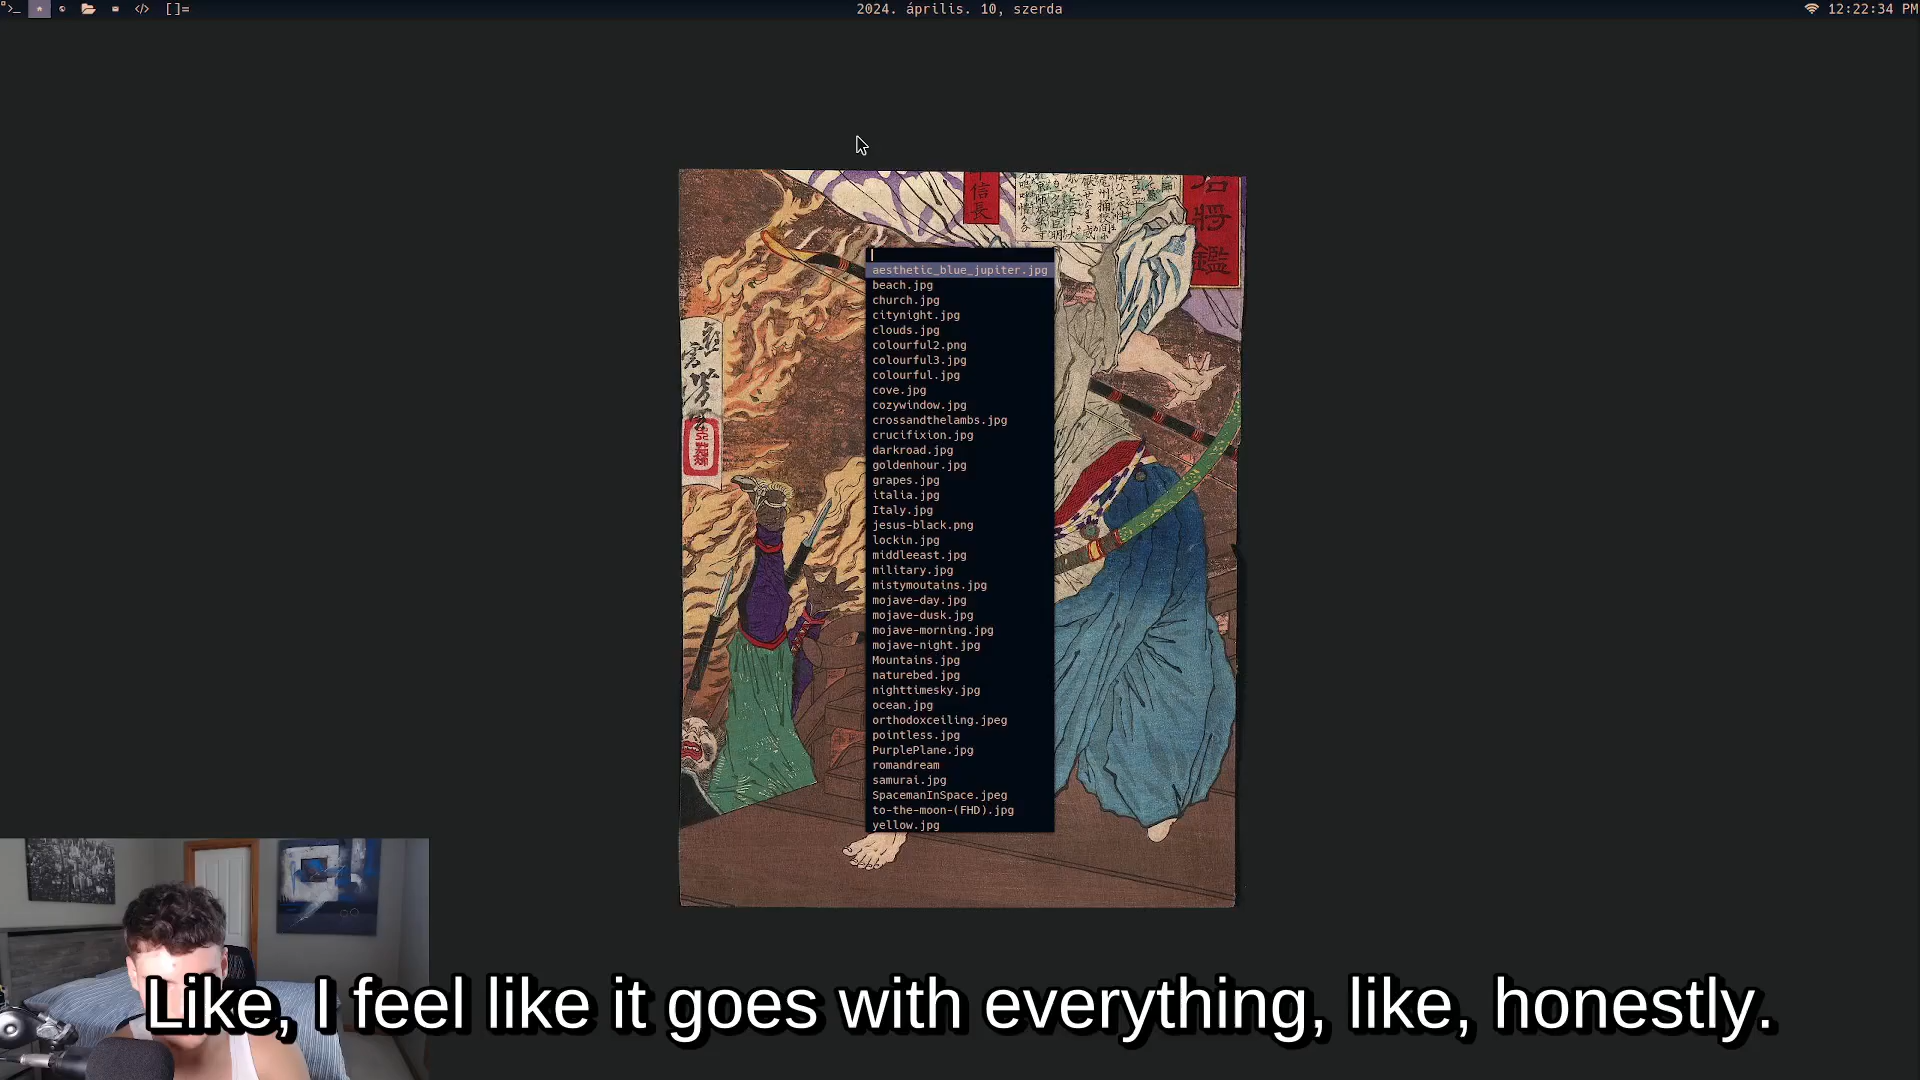 >_ </> []= 2024. április. 10, szerda 12:22:34 PM
信長
将鑑
aesthetic_blue_jupiter.jpg
beach.jpg
church.jpg
citynight.jpg
clouds.jpg
colourful2.png
colourful3.jpg
colourful.jpg
cove.jpg
cozywindow.jpg
crossandthelambs.jpg
crucifixion.jpg
darkroad.jpg
goldenhour.jpg
grapes.jpg
italia.jpg
Italy.jpg
jesus-black.png
lockin.jpg
middleeast.jpg
military.jpg
mistymoutains.jpg
mojave-day.jpg
mojave-dusk.jpg
mojave-morning.jpg
mojave-night.jpg
Mountains.jpg
naturebed.jpg
nighttimesky.jpg
ocean.jpg
orthodoxceiling.jpeg
pointless.jpg
PurplePlane.jpg
romandream
samurai.jpg
SpacemanInSpace.jpeg
to-the-moon-(FHD).jpg
yellow.jpg
Like, I feel like it goes with everything, like, honestly.